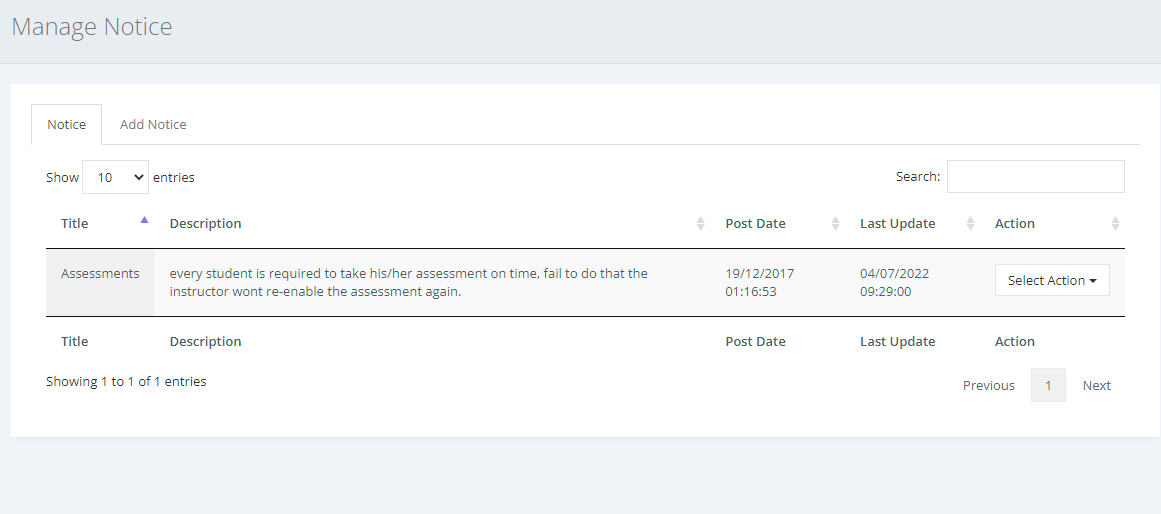 Manage Notice
Notice Add Notice
Show 10 entries Search:
Title Description Post Date Last Update Action
Assessments every student is required to take his/her assessment on time, fail to do that the 19/12/2017 04/07/2022 Select Action
instructor wont re-enable the assessment again. 01:16:53 09:29:00
Title Description Post Date Last Update Action
Showing 1 to 1 of 1 entries Previous 1 Next